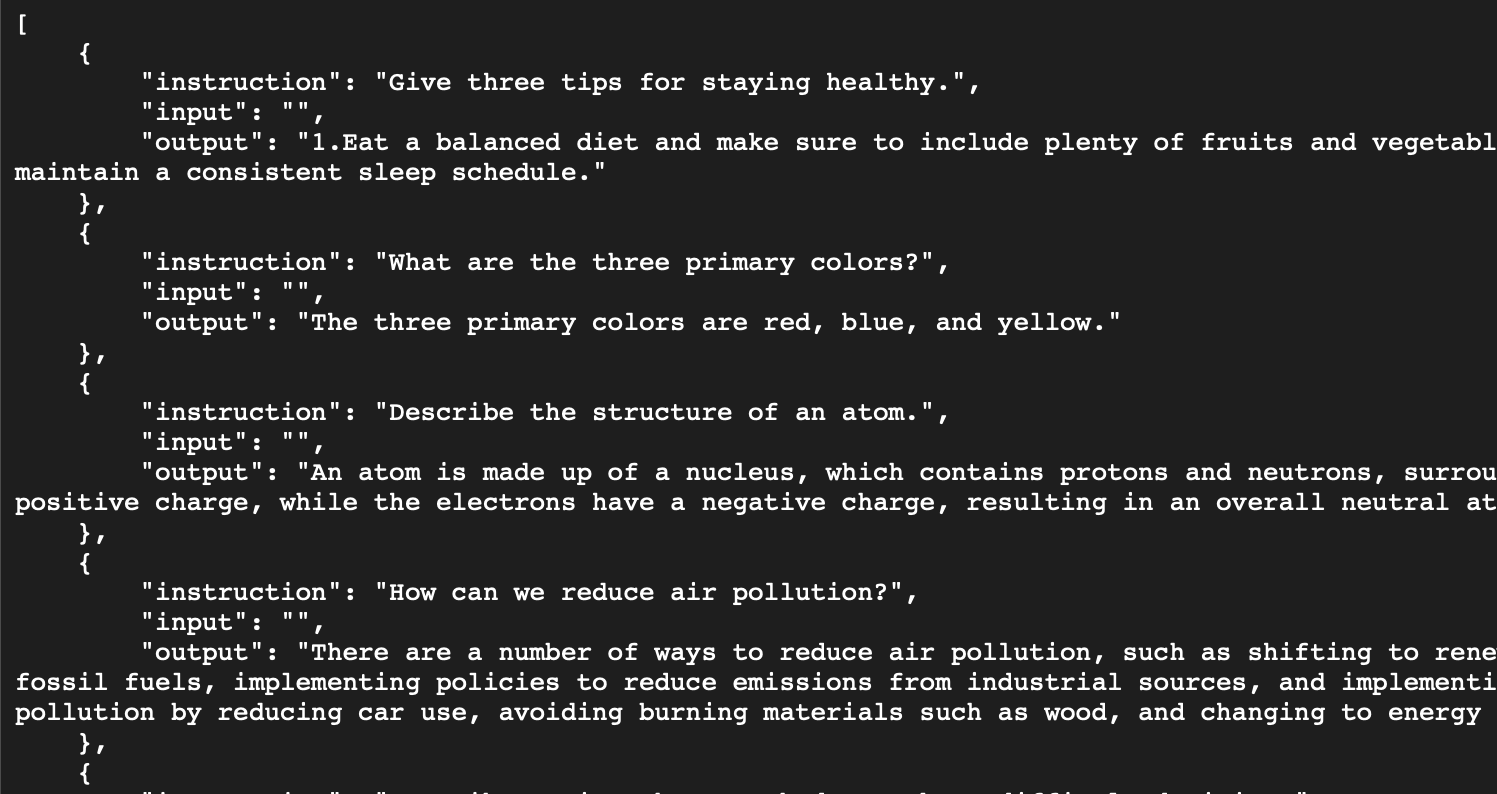 [
{
"instruction": "Give three tips for staying healthy.",
"input": "",
"output": "1.Eat a balanced diet and make sure to include plenty of fruits and vegetabl
maintain a consistent sleep schedule."
},
{
"instruction": "What are the three primary colors?",
"input": "",
"output": "The three primary colors are red, blue, and yellow."
},
{
"instruction": "Describe the structure of an atom.",
"input": "",
"output": "An atom is made up of a nucleus, which contains protons and neutrons, surrou
positive charge, while the electrons have a negative charge, resulting in an overall neutral at
},
{
"instruction": "How can we reduce air pollution?",
"input": "",
"output": "There are a number of ways to reduce air pollution, such as shifting to rene
fossil fuels, implementing policies to reduce emissions from industrial sources, and implementi
pollution by reducing car use, avoiding burning materials such as wood, and changing to energy
},
{